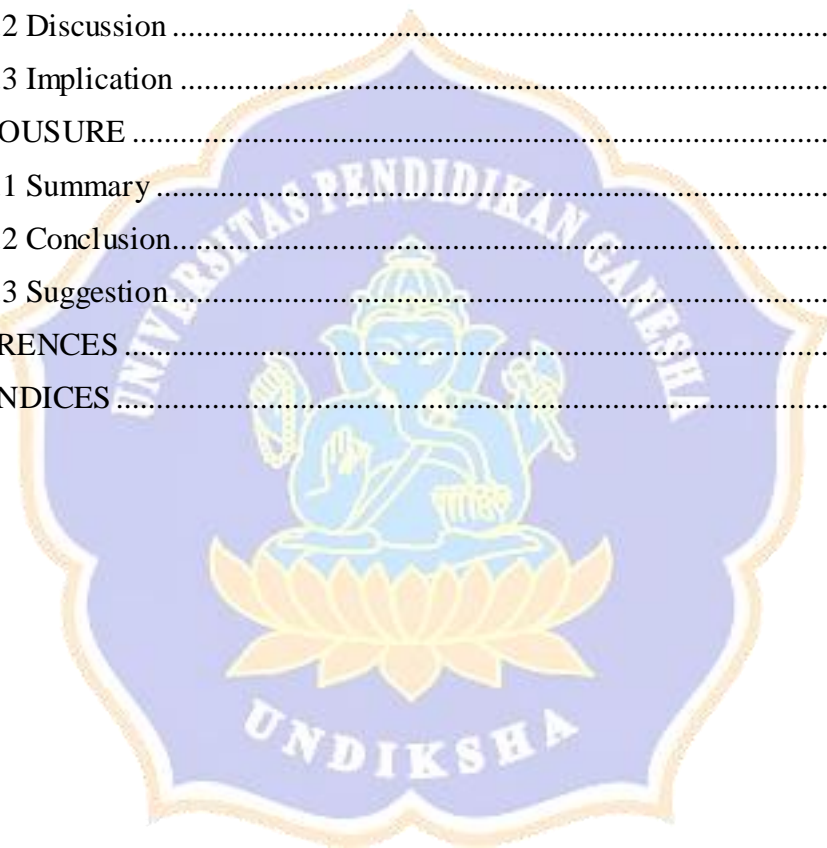 2 Discussion ........................................................................................
3 Implication .......................................................................................
OUSURE .............................................................................................
1 Summary ..........................................................................................
2 Conclusion........................................................................................
3 Suggestion ........................................................................................
RENCES ..............................................................................................
NDICES ...............................................................................................
UNIVERSITAS PENDIDIKAN GANESHA
UNDIKSHA